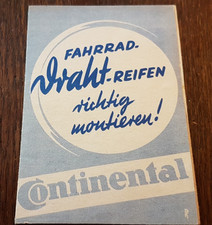 FAHRRAD-
Draht-REIFEN
richtig
montieren!
Continental